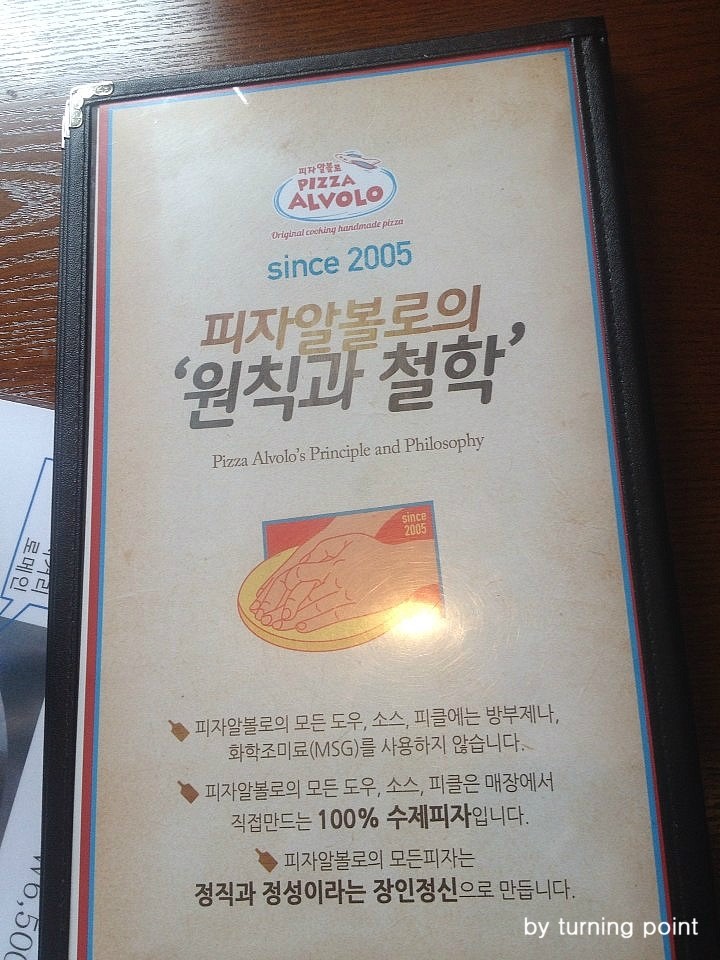 피자알볼로
PIZZA
ALVOLO
Original cooking handmade pizza
since 2005
피자알볼로의
‘원칙과 철학’
Pizza Alvolo's Principle and Philosophy
since
2005
피자알볼로의 모든 도우, 소스, 피클에는 방부제나,
화학조미료(MSG)를 사용하지 않습니다.
피자알볼로의 모든 도우, 소스, 피클은 매장에서
직접만드는 100% 수제피자입니다.
피자알볼로의 모든피자는
정직과 정성이라는 장인정신으로 만듭니다.
로메인
₩6,500
by turning point